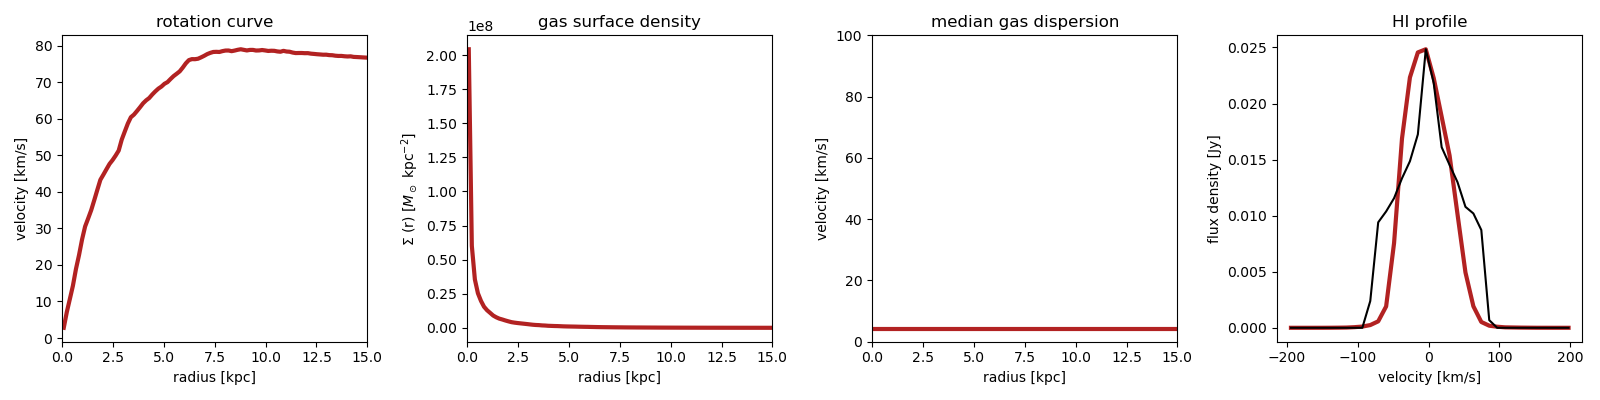 rotation curve
velocity [km/s]
80
70
60
50
40
30
20
10
0
0.0 2.5 5.0 7.5 10.0 12.5 15.0
radius [kpc]
gas surface density
1e8
Σ (r) [M⊙ kpc−2]
2.00
1.75
1.50
1.25
1.00
0.75
0.50
0.25
0.00
0.0 2.5 5.0 7.5 10.0 12.5 15.0
radius [kpc]
median gas dispersion
velocity [km/s]
100
80
60
40
20
0
0.0 2.5 5.0 7.5 10.0 12.5 15.0
radius [kpc]
HI profile
flux density [Jy]
0.025
0.020
0.015
0.010
0.005
0.000
−200 −100 0 100 200
velocity [km/s]